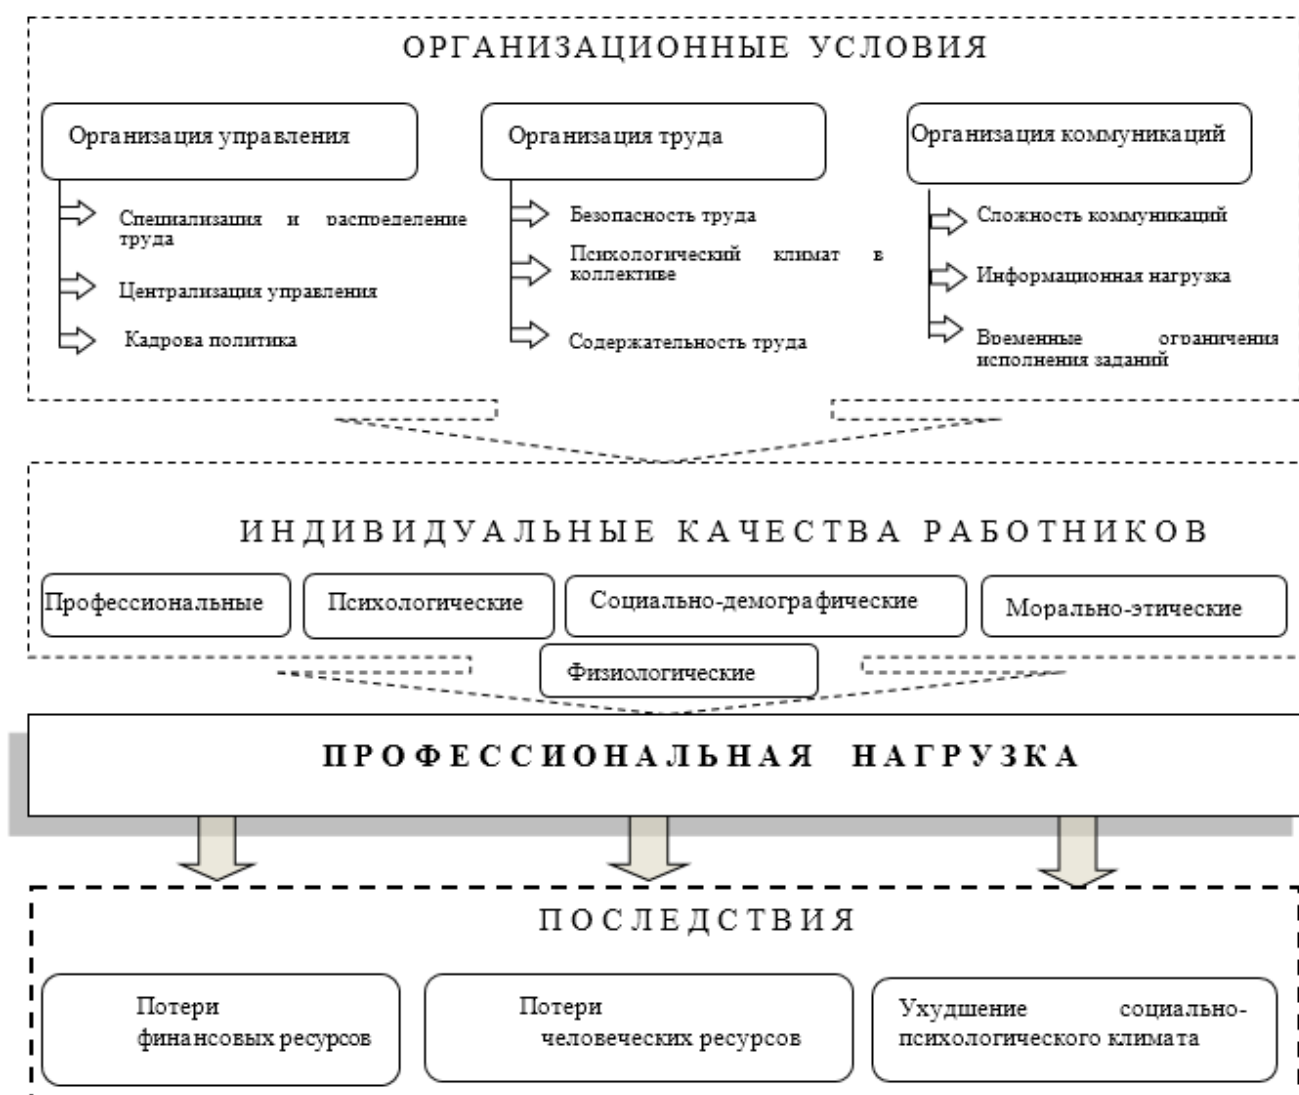 ОРГАНИЗАЦИОННЫЕ УСЛОВИЯ
Организация управления
Специализация и распределение
труда
Централизация управления
Кадрова политика
Организация труда
Безопасность труда
Психологический климат в
коллективе
Содержательность труда
Организация коммуникаций
Сложность коммуникаций
Информационная нагрузка
Временные ограничения
исполнения заданий
ИНДИВИДУАЛЬНЫЕ КАЧЕСТВА РАБОТНИКОВ
Профессиональные
Психологические
Социально-демографические
Морально-этические
Физиологические
ПРОФЕССИОНАЛЬНАЯ НАГРУЗКА
ПОСЛЕДСТВИЯ
Потери
финансовых ресурсов
Потери
человеческих ресурсов
Ухудшение социально-
психологического климата